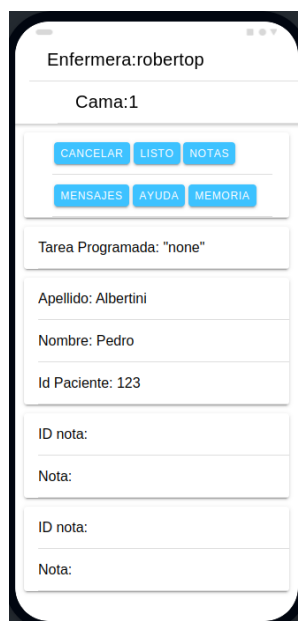 Enfermera:robertop
Cama:1
CANCELAR LISTO NOTAS
MENSAJES AYUDA MEMORIA
Tarea Programada: "none"
Apellido: Albertini
Nombre: Pedro
Id Paciente: 123
ID nota:
Nota:
ID nota:
Nota: